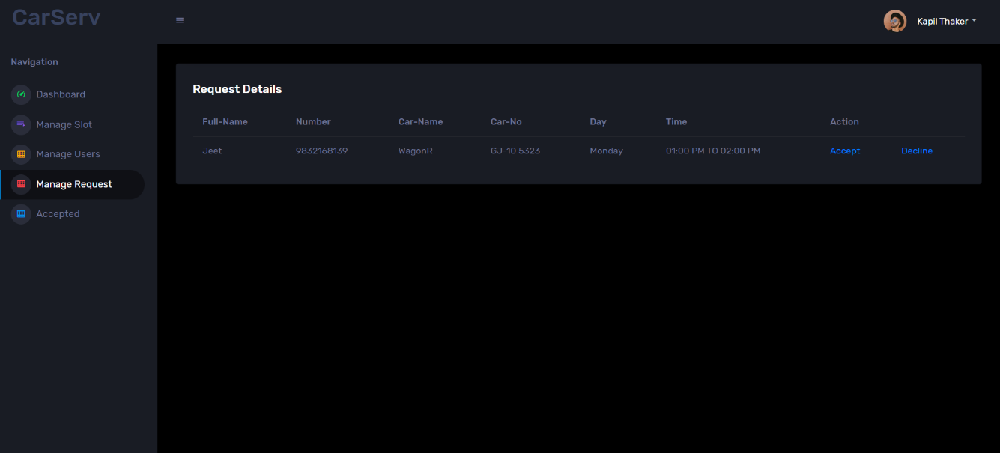 CarServ
Kapil Thaker
Navigation
Dashboard
Manage Slot
Manage Users
Manage Request
Accepted
Request Details
Full-Name Number Car-Name Car-No Day Time Action
Jeet 9832168139 WagonR GJ-10 5323 Monday 01:00 PM TO 02:00 PM Accept Decline